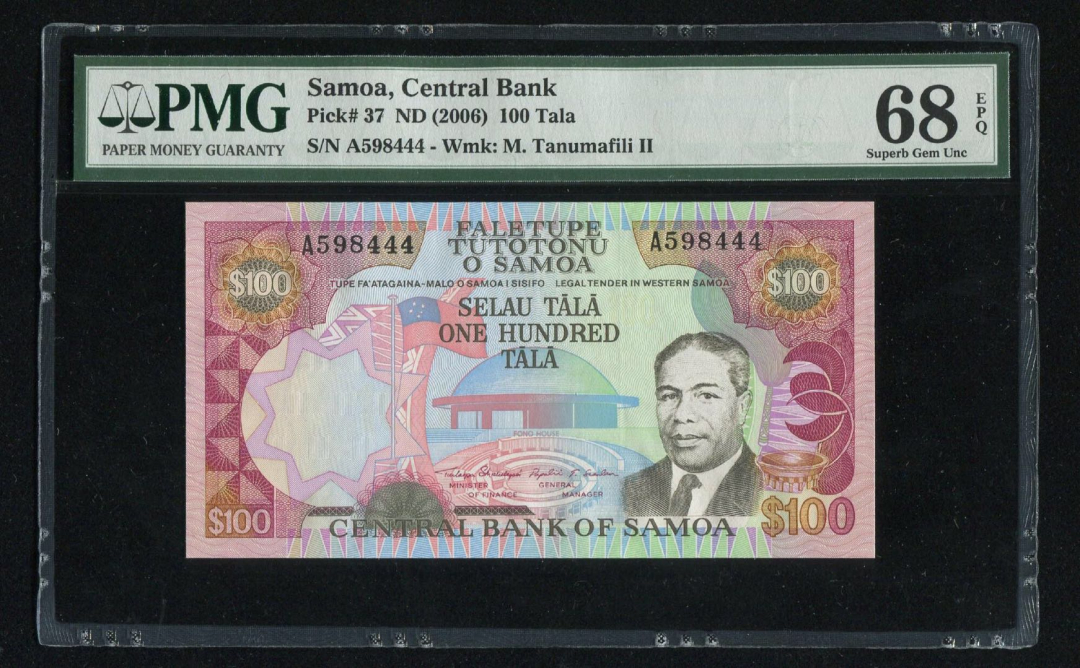 PMG
PAPER MONEY GUARANTY
Samoa, Central Bank
Pick# 37 ND (2006) 100 Tala
S/N A598444 - Wmk: M. Tanumafili II
68 EPQ
Superb Gem Unc
FALETUPE
TUTOTONU
O SAMOA
A598444
A598444
$100
$100
TUPE FA'ATAGAINA-MALO O SAMOA I SISIFO LEGAL TENDER IN WESTERN SAMOA
SELAU TĀLĀ
ONE HUNDRED
TĀLĀ
FONO HOUSE
MINISTER
OF FINANCE
GENERAL
MANAGER
$100
CENTRAL BANK OF SAMOA
$100